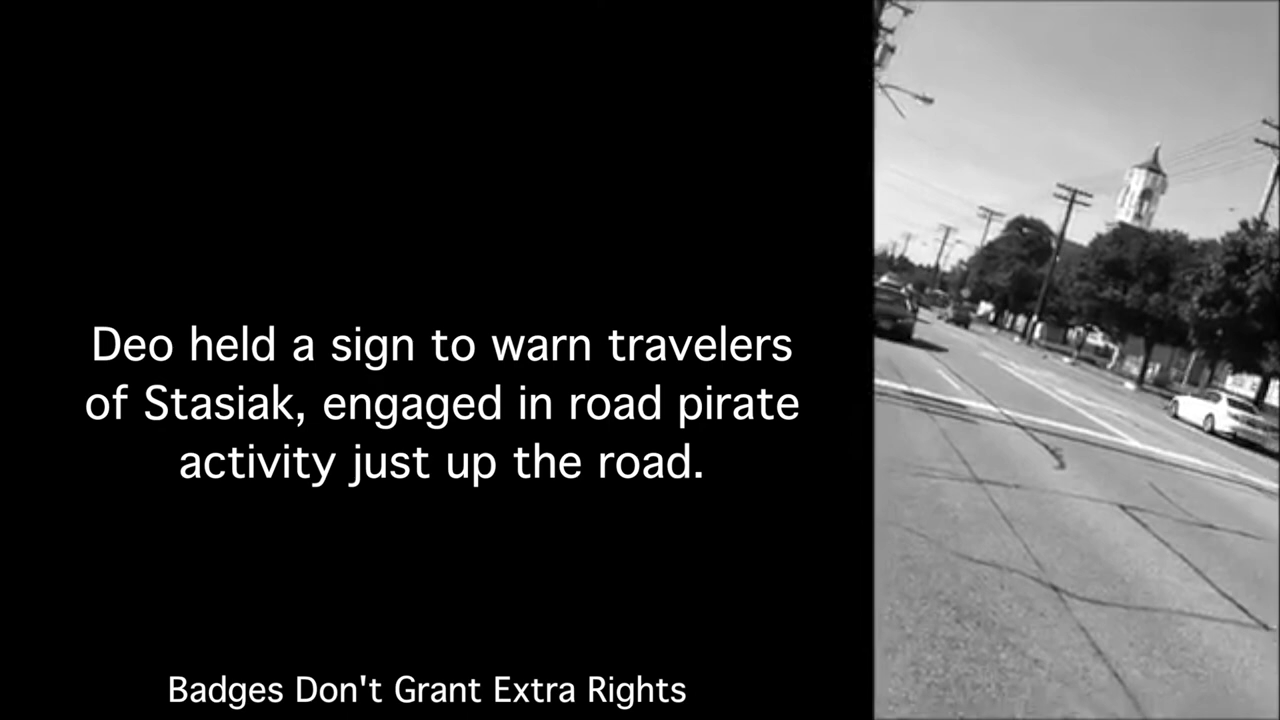 Deo held a sign to warn travelers
of Stasiak, engaged in road pirate
activity just up the road.
Badges Don't Grant Extra Rights